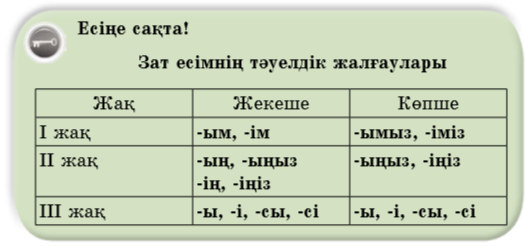 Есіңе сақта!
Зат есімнің тәуелдік жалғаулары
Жақ Жекеше Көпше
I жақ -ым, -ім -ымыз, -іміз
II жақ -ың, -ыңыз -ыңыз, -іңіз
-ің, -іңіз
III жақ -ы, -і, -сы, -сі -ы, -і, -сы, -сі